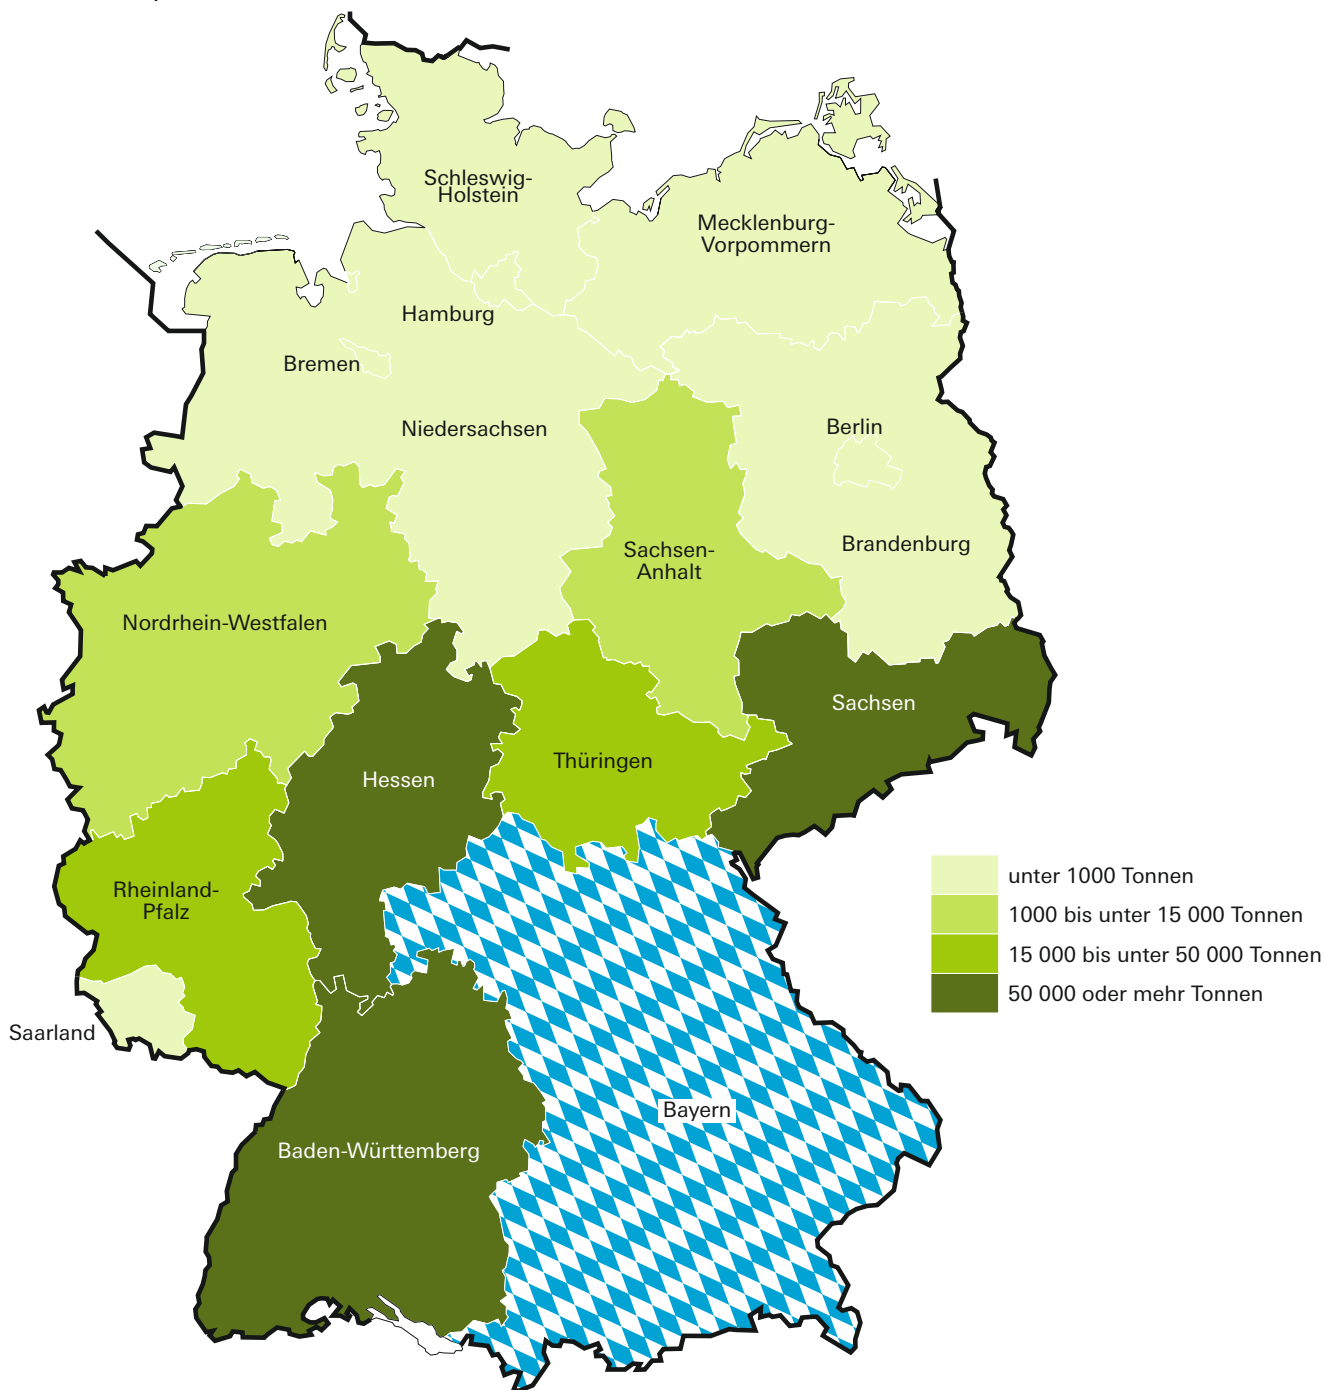 Schleswig-
Holstein
Mecklenburg-
Vorpommern
Hamburg
Bremen
Niedersachsen
Berlin
Brandenburg
Sachsen-
Anhalt
Nordrhein-Westfalen
Sachsen
Thüringen
Hessen
Rheinland-
Pfalz
Saarland
Bayern
Baden-Württemberg
unter 1000 Tonnen
1000 bis unter 15 000 Tonnen
15 000 bis unter 50 000 Tonnen
50 000 oder mehr Tonnen